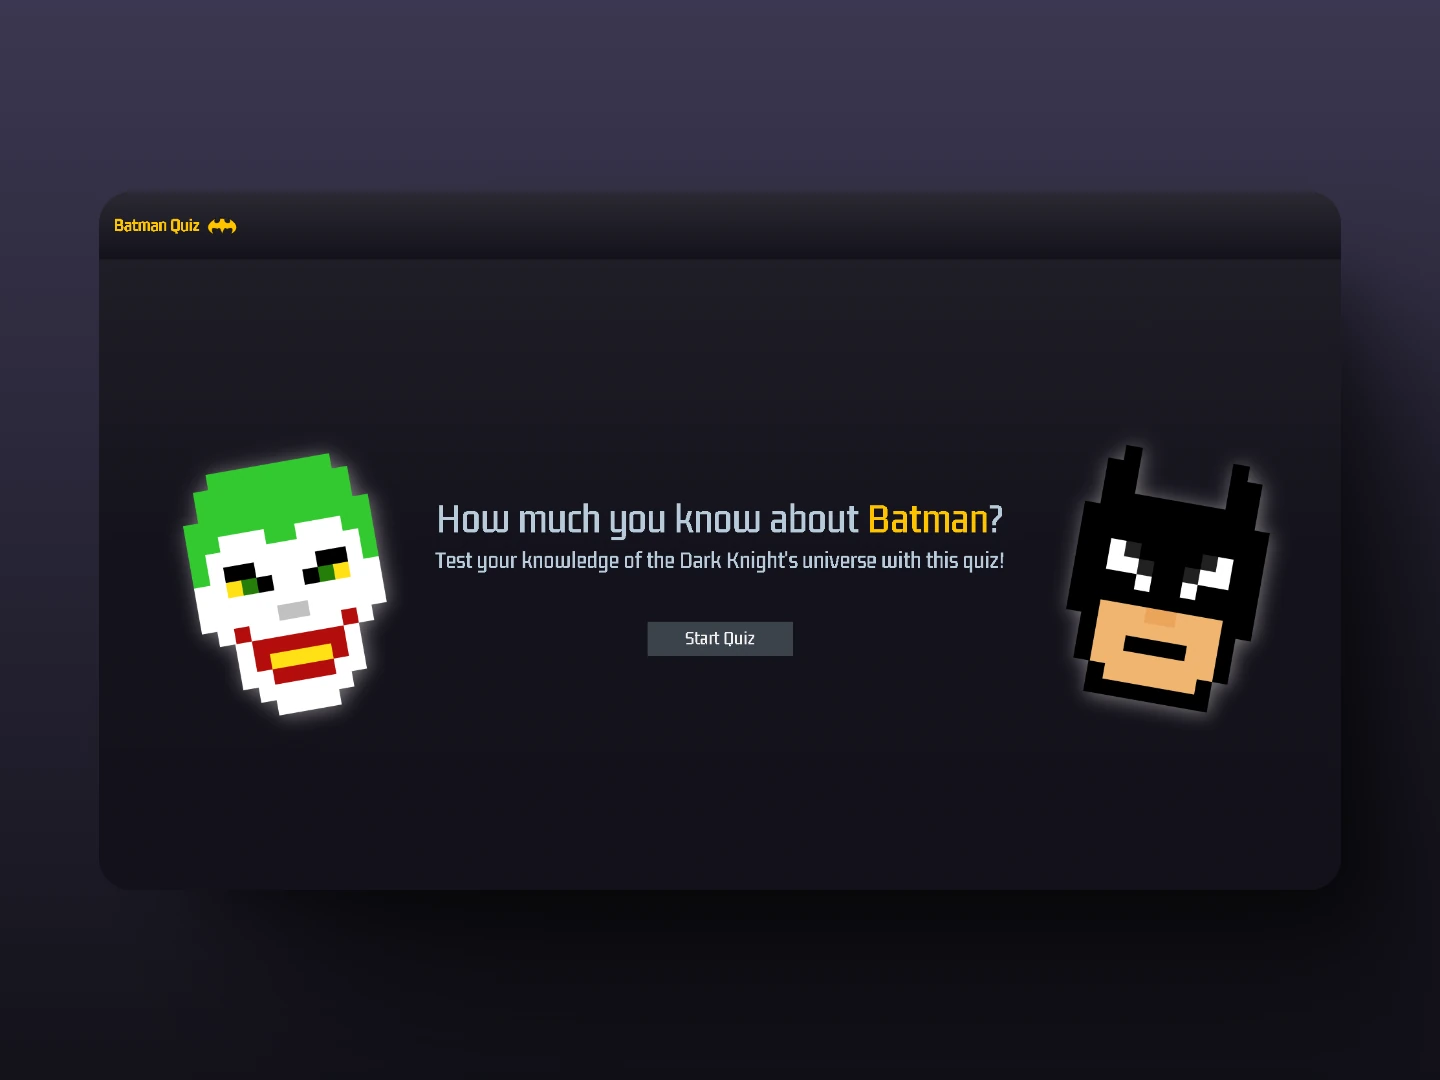 Batman Quiz
How much you know about Batman?
Test your knowledge of the Dark Knight's universe with this quiz!
Start Quiz